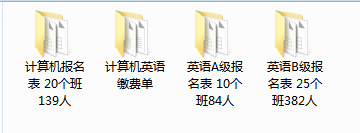 计算机报名
表 20个班
139人
计算机英语
缴费单
英语A级报
名表 10个
班84人
英语B级报
名表 25个
班382人